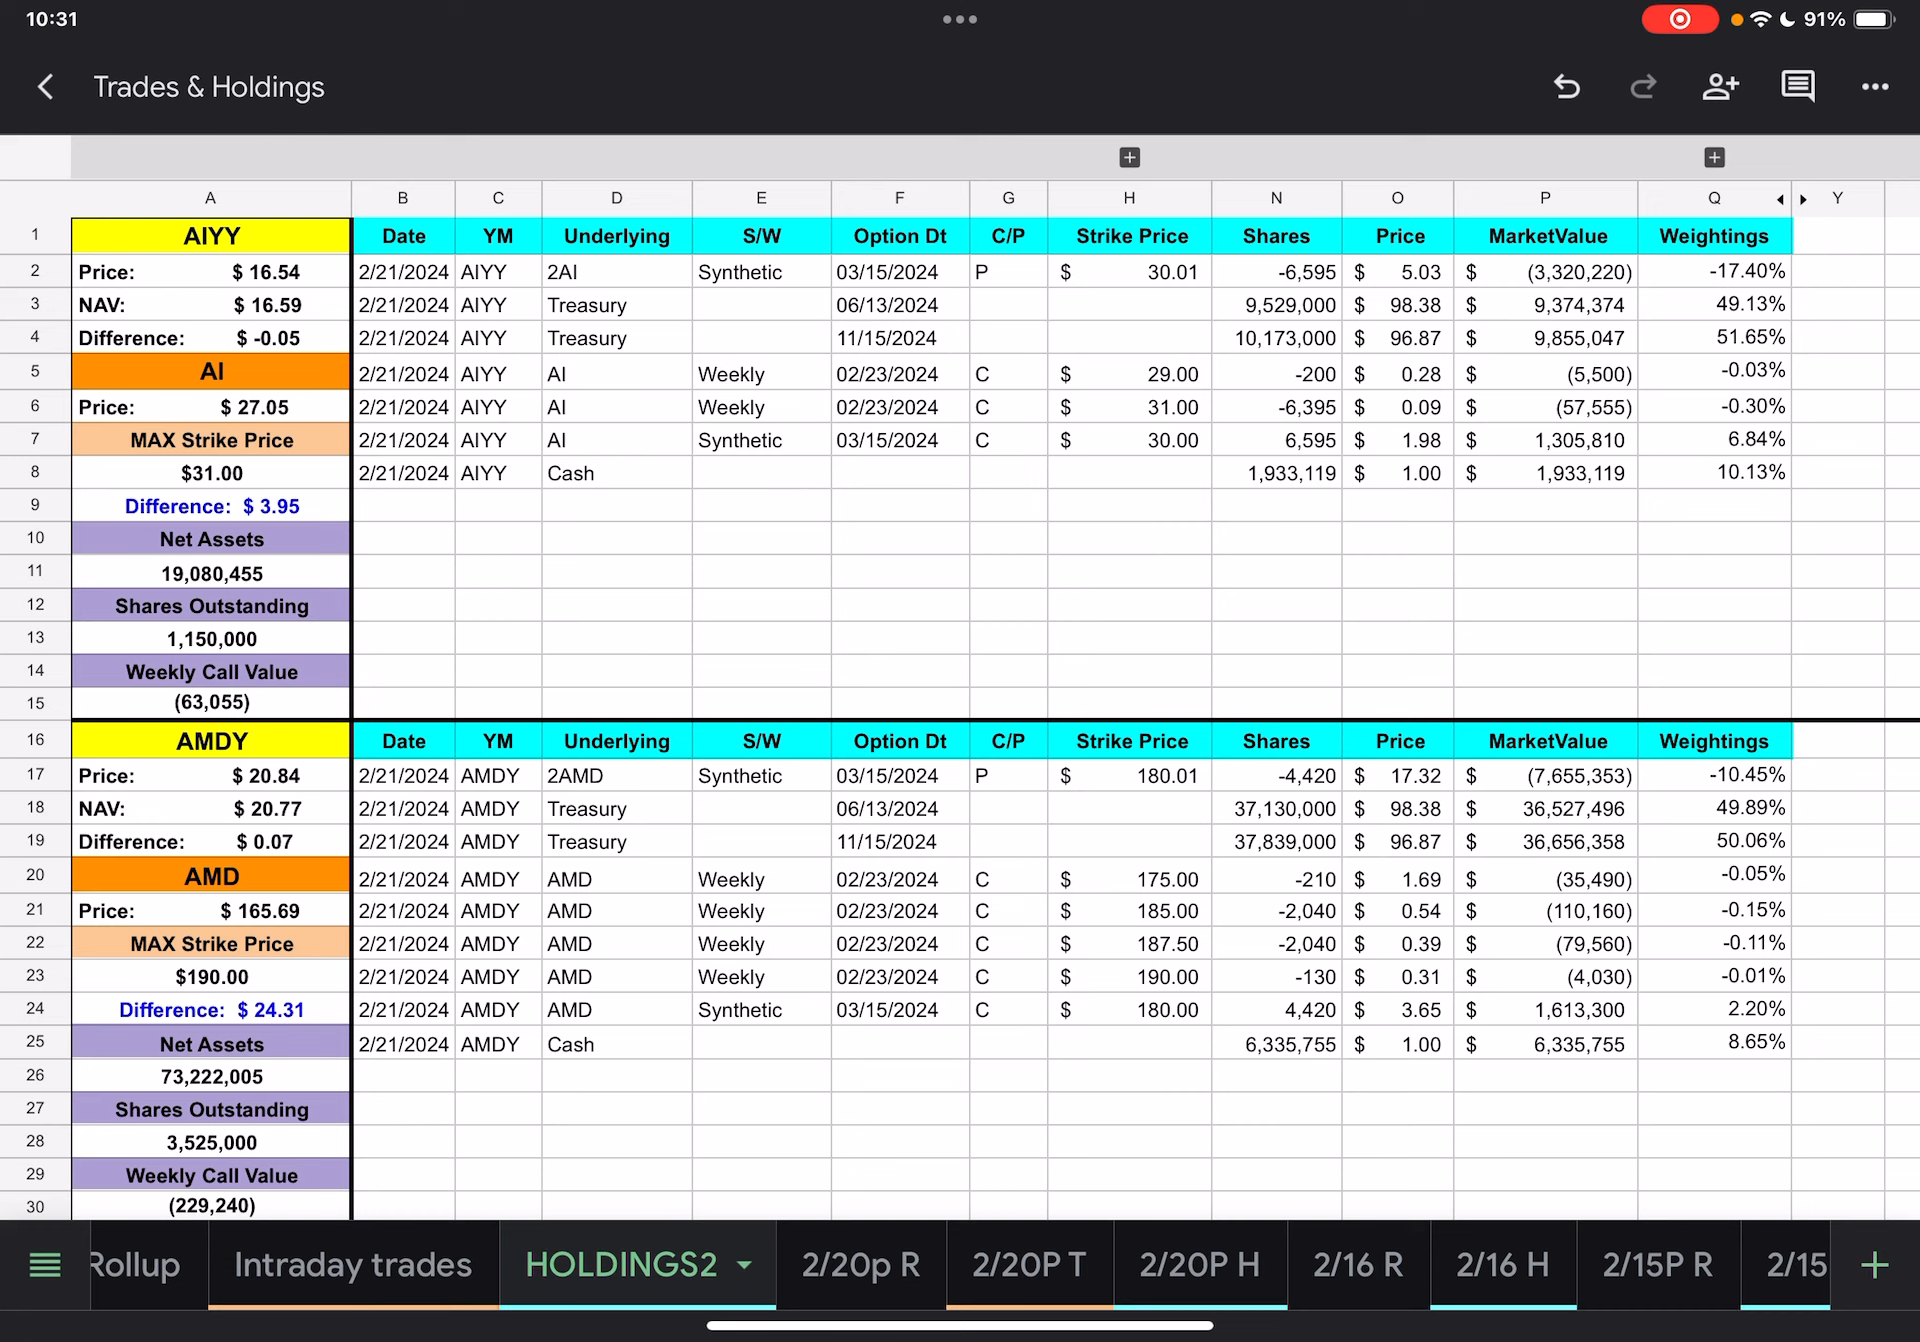 10:31
91%
Trades & Holdings
A B C D E F G H N O P Q Y
1 AIYY Date YM Underlying S/W Option Dt C/P Strike Price Shares Price MarketValue Weightings
2 Price: $ 16.54 2/21/2024 AIYY 2AI Synthetic 03/15/2024 P $ 30.01 -6,595 $ 5.03 $ (3,320,220) -17.40%
3 NAV: $ 16.59 2/21/2024 AIYY Treasury 06/13/2024 9,529,000 $ 98.38 $ 9,374,374 49.13%
4 Difference: $ -0.05 2/21/2024 AIYY Treasury 11/15/2024 10,173,000 $ 96.87 $ 9,855,047 51.65%
5 AI 2/21/2024 AIYY AI Weekly 02/23/2024 C $ 29.00 -200 $ 0.28 $ (5,500) -0.03%
6 Price: $ 27.05 2/21/2024 AIYY AI Weekly 02/23/2024 C $ 31.00 -6,395 $ 0.09 $ (57,555) -0.30%
7 MAX Strike Price 2/21/2024 AIYY AI Synthetic 03/15/2024 C $ 30.00 6,595 $ 1.98 $ 1,305,810 6.84%
8 $31.00 2/21/2024 AIYY Cash 1,933,119 $ 1.00 $ 1,933,119 10.13%
9 Difference: $ 3.95
10 Net Assets
11 19,080,455
12 Shares Outstanding
13 1,150,000
14 Weekly Call Value
15 (63,055)
16 AMDY Date YM Underlying S/W Option Dt C/P Strike Price Shares Price MarketValue Weightings
17 Price: $ 20.84 2/21/2024 AMDY 2AMD Synthetic 03/15/2024 P $ 180.01 -4,420 $ 17.32 $ (7,655,353) -10.45%
18 NAV: $ 20.77 2/21/2024 AMDY Treasury 06/13/2024 37,130,000 $ 98.38 $ 36,527,496 49.89%
19 Difference: $ 0.07 2/21/2024 AMDY Treasury 11/15/2024 37,839,000 $ 96.87 $ 36,656,358 50.06%
20 AMD 2/21/2024 AMDY AMD Weekly 02/23/2024 C $ 175.00 -210 $ 1.69 $ (35,490) -0.05%
21 Price: $ 165.69 2/21/2024 AMDY AMD Weekly 02/23/2024 C $ 185.00 -2,040 $ 0.54 $ (110,160) -0.15%
22 MAX Strike Price 2/21/2024 AMDY AMD Weekly 02/23/2024 C $ 187.50 -2,040 $ 0.39 $ (79,560) -0.11%
23 $190.00 2/21/2024 AMDY AMD Weekly 02/23/2024 C $ 190.00 -130 $ 0.31 $ (4,030) -0.01%
24 Difference: $ 24.31 2/21/2024 AMDY AMD Synthetic 03/15/2024 C $ 180.00 4,420 $ 3.65 $ 1,613,300 2.20%
25 Net Assets 2/21/2024 AMDY Cash 6,335,755 $ 1.00 $ 6,335,755 8.65%
26 73,222,005
27 Shares Outstanding
28 3,525,000
29 Weekly Call Value
30 (229,240)
Rollup Intraday trades HOLDINGS2 2/20p R 2/20P T 2/20P H 2/16 R 2/16 H 2/15P R 2/15